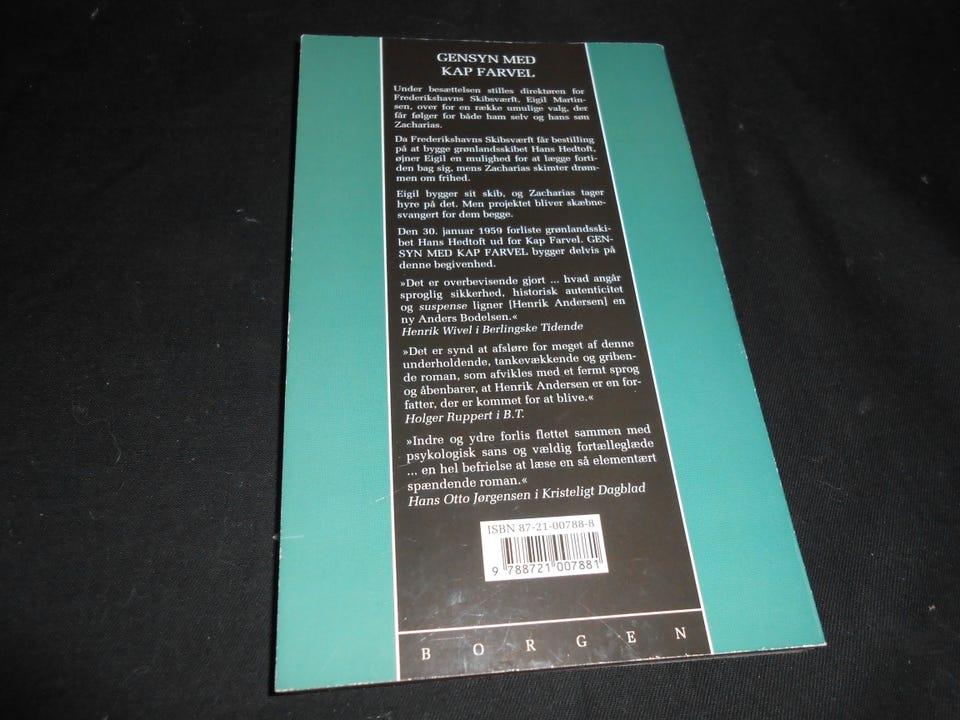 GENSYN MED
KAP FARVEL
Under besættelsen stilles direktøren for
Frederikshavns Skibsværft, Eigil Martin-
sen, over for en række umulige valg, der
får følger for både ham selv og hans søn
Zacharias.
Da Frederikshavns Skibsværft får bestilling
på at bygge grønlandsskibet Hans Hedtoft,
øjner Eigil en mulighed for at lægge forti-
den bag sig, mens Zacharias skimter drøm-
men om frihed.
Eigil bygger sit skib, og Zacharias tager
hyre på det. Men projektet bliver skæbne-
svangert for dem begge.
Den 30. januar 1959 forliste grønlandsski-
bet Hans Hedtoft ud for Kap Farvel. GEN-
SYN MED KAP FARVEL bygger delvis på
denne begivenhed.
»Det er overbevisende gjort ... hvad angår
sproglig sikkerhed, historisk autenticitet
og suspense ligner [Henrik Andersen] en
ny Anders Bodelsen.«
Henrik Wivel i Berlingske Tidende
»Det er synd at afsløre for meget af denne
underholdende, tankevækkende og griben-
de roman, som afvikles med et fermt sprog
og åbenbarer, at Henrik Andersen er en for-
fatter, der er kommet for at blive.«
Holger Ruppert i B.T.
»Indre og ydre forlis flettet sammen med
psykologisk sans og vældig fortælleglæde
... en hel befrielse at læse en så elementært
spændende roman.«
Hans Otto Jørgensen i Kristeligt Dagblad
ISBN 87-21-00788-8
9 788721 007881
BORGEN